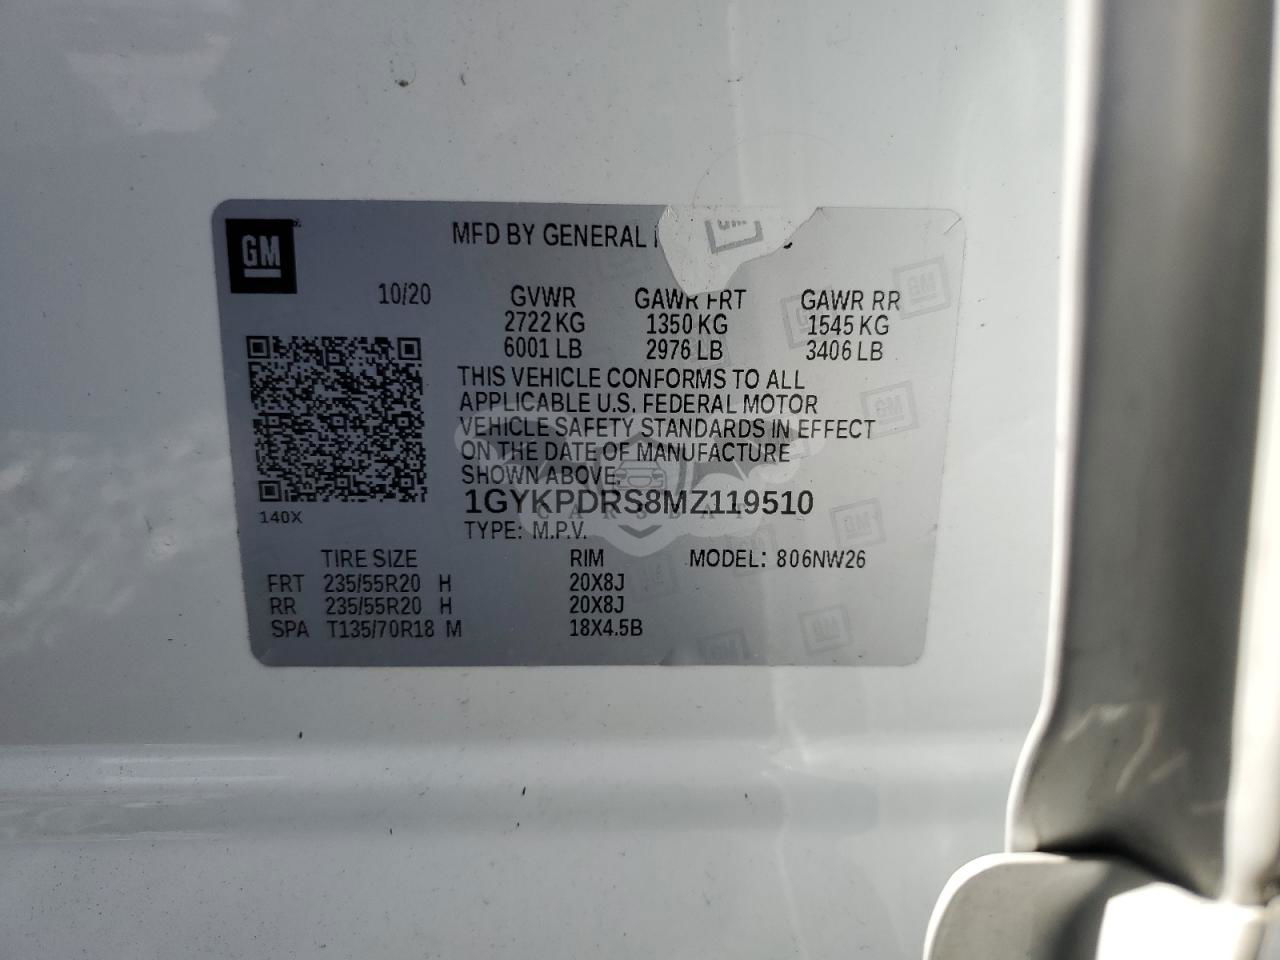 GM
MFD BY GENERAL
10/20 GVWR GAWR FRT GAWR RR
2722 KG 1350 KG 1545 KG
6001 LB 2976 LB 3406 LB
THIS VEHICLE CONFORMS TO ALL
APPLICABLE U.S. FEDERAL MOTOR
VEHICLE SAFETY STANDARDS IN EFFECT
ON THE DATE OF MANUFACTURE
SHOWN ABOVE.
1GYKPDRS8MZ119510
140X
TYPE: M.P.V.
TIRE SIZE RIM MODEL: 806NW26
FRT 235/55R20 H 20X8J
RR 235/55R20 H 20X8J
SPA T135/70R18 M 18X4.5B